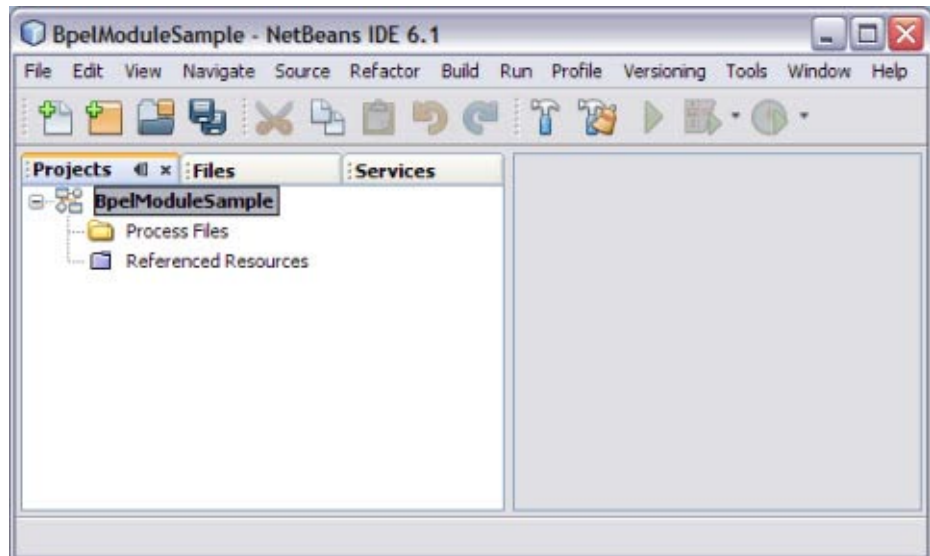 BpelModuleSample - NetBeans IDE 6.1
File Edit View Navigate Source Refactor Build Run Profile Versioning Tools Window Help
Projects Files Services
BpelModuleSample
Process Files
Referenced Resources